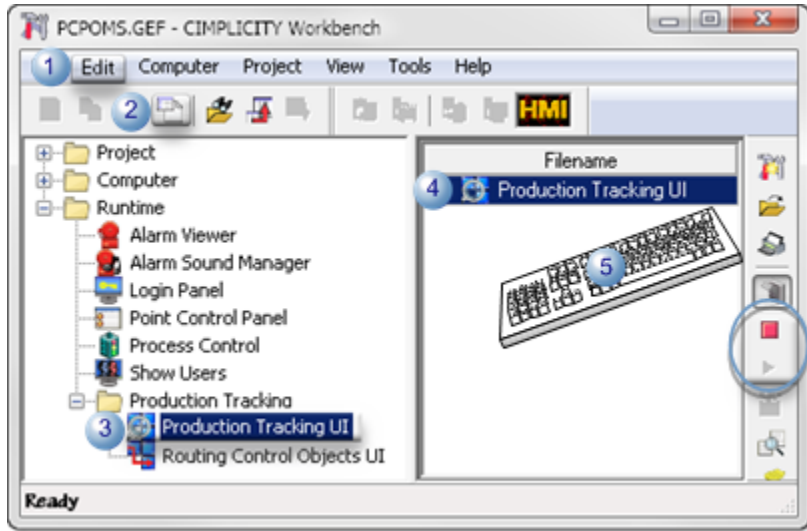 PCPOMS.GEF - CIMPLICITY Workbench
1 Edit Computer Project View Tools Help
2 HMI
Project
Computer
Runtime
Alarm Viewer
Alarm Sound Manager
Login Panel
Point Control Panel
Process Control
Show Users
Production Tracking
3 Production Tracking UI
Routing Control Objects UI
Filename
4 Production Tracking UI
5
Ready